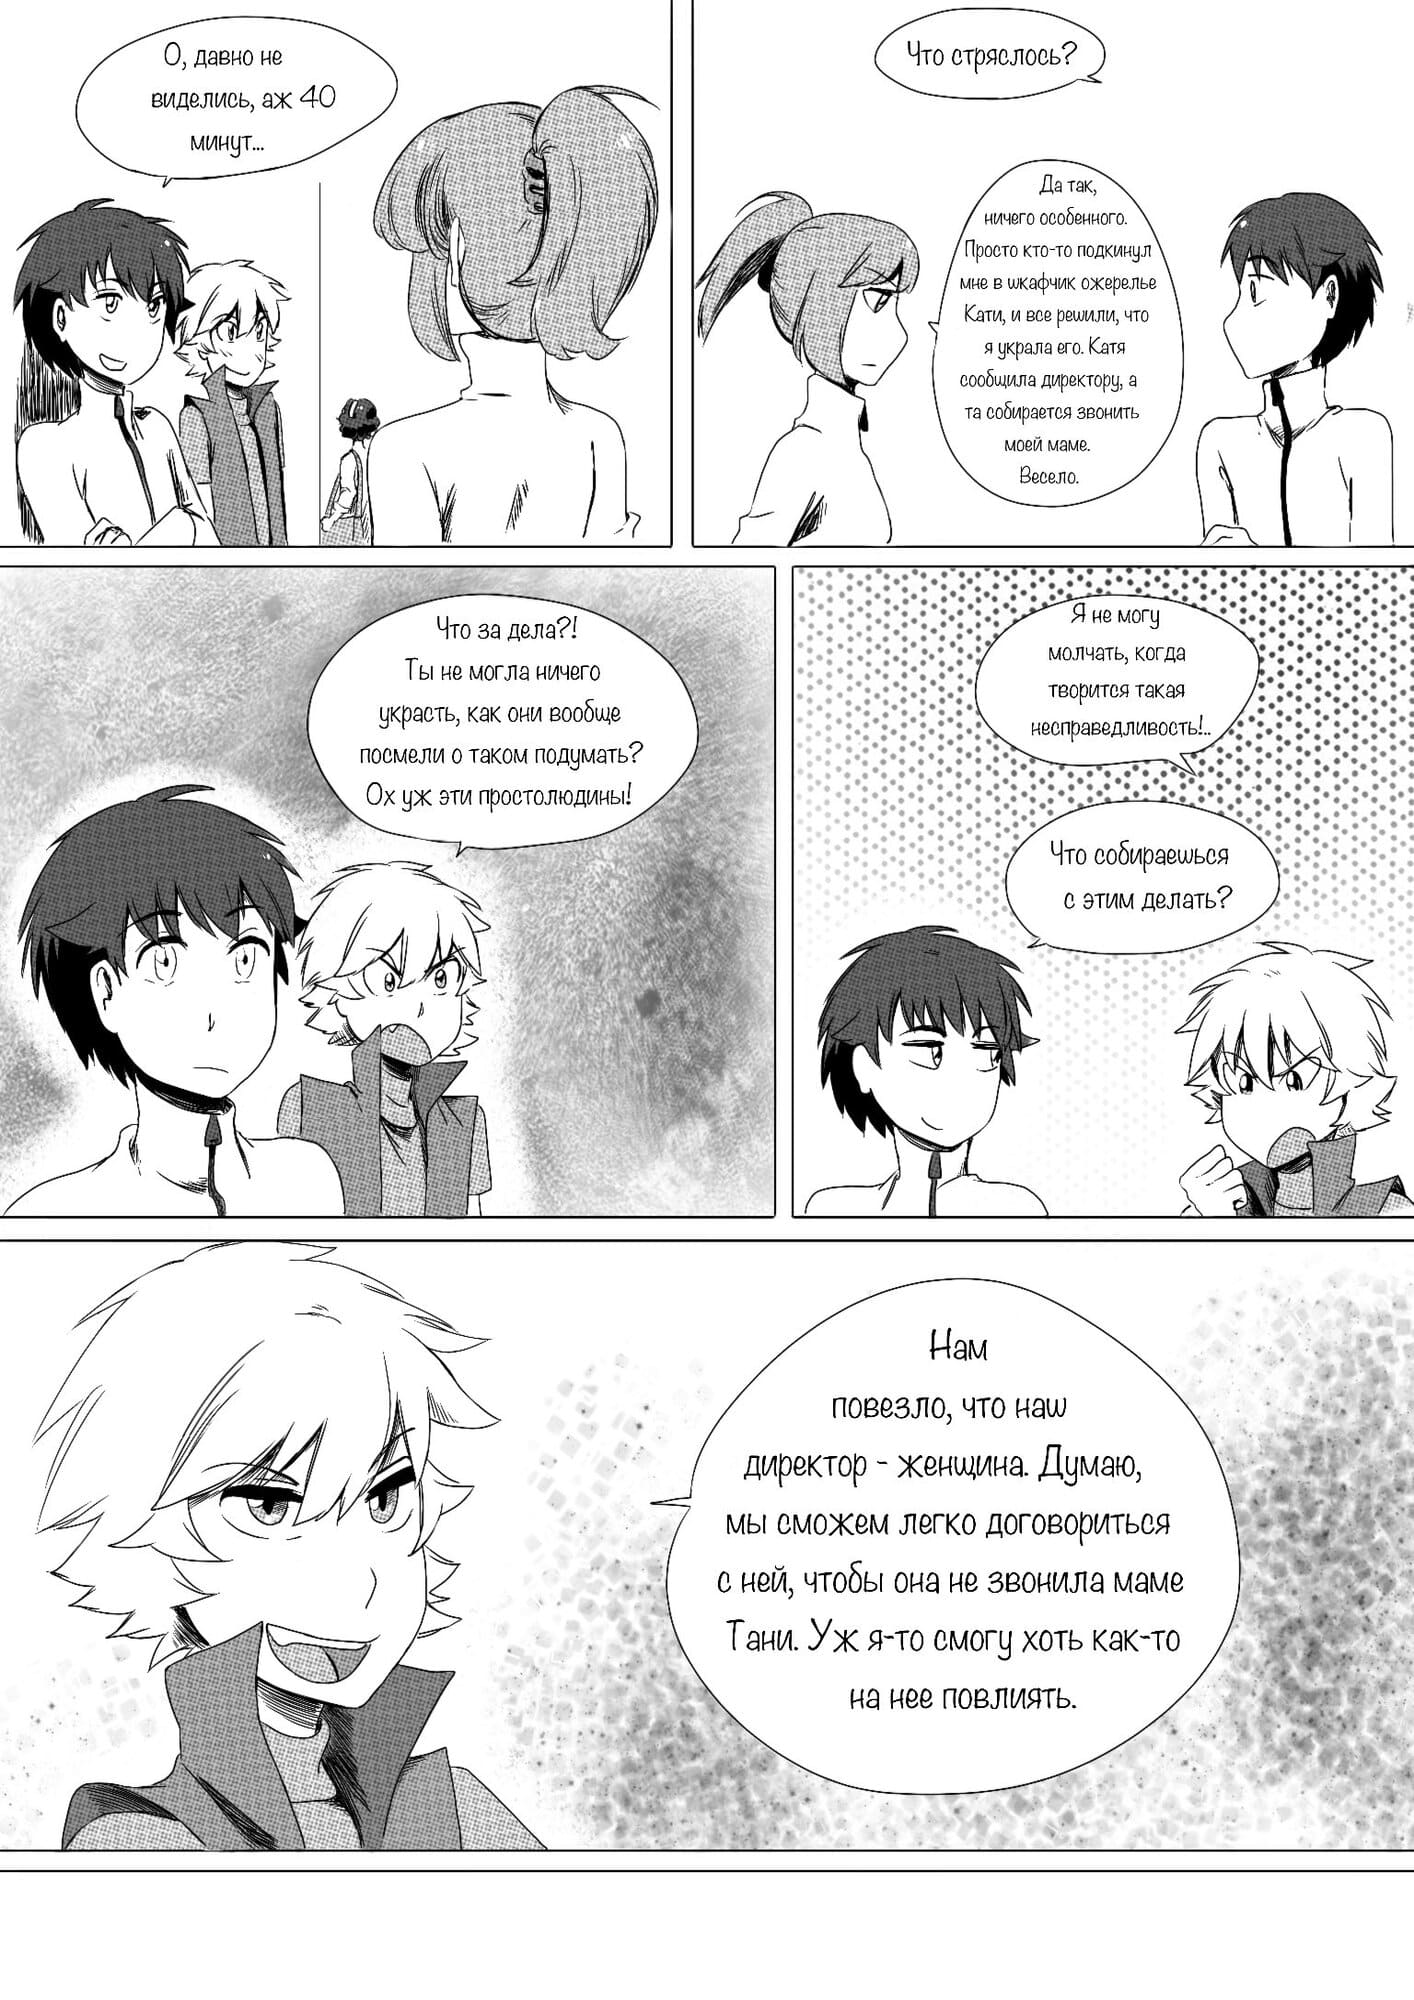 О, давно не
виделись, аж 40
минут...
Что стряслось?
Да так,
ничего особенного.
Просто кто-то подкинул
мне в шкафчик ожерелье
Кати, и все решили, что
я украла его. Катя
сообщила директору, а
та собирается звонить
моей маме.
Весело.
Что за дела?!
Ты не могла ничего
украсть, как они вообще
посмели о таком подумать?
Ох уж эти простолюдины!
Я не могу
молчать, когда
творится такая
несправедливость!..
Что собираешься
с этим делать?
Нам
повезло, что наш
директор - женщина. Думаю,
мы сможем легко договориться
с ней, чтобы она не звонила маме
Тани. Уж я-то смогу хоть как-то
на нее повлиять.